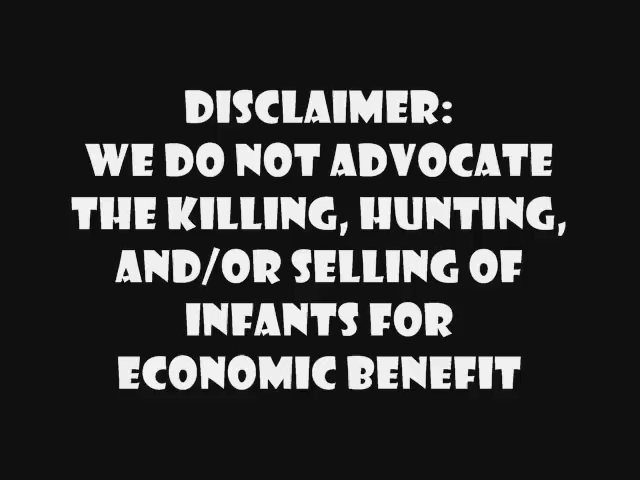 DISCLAIMER:
WE DO NOT ADVOCATE
THE KILLING, HUNTING,
AND/OR SELLING OF
INFANTS FOR
ECONOMIC BENEFIT